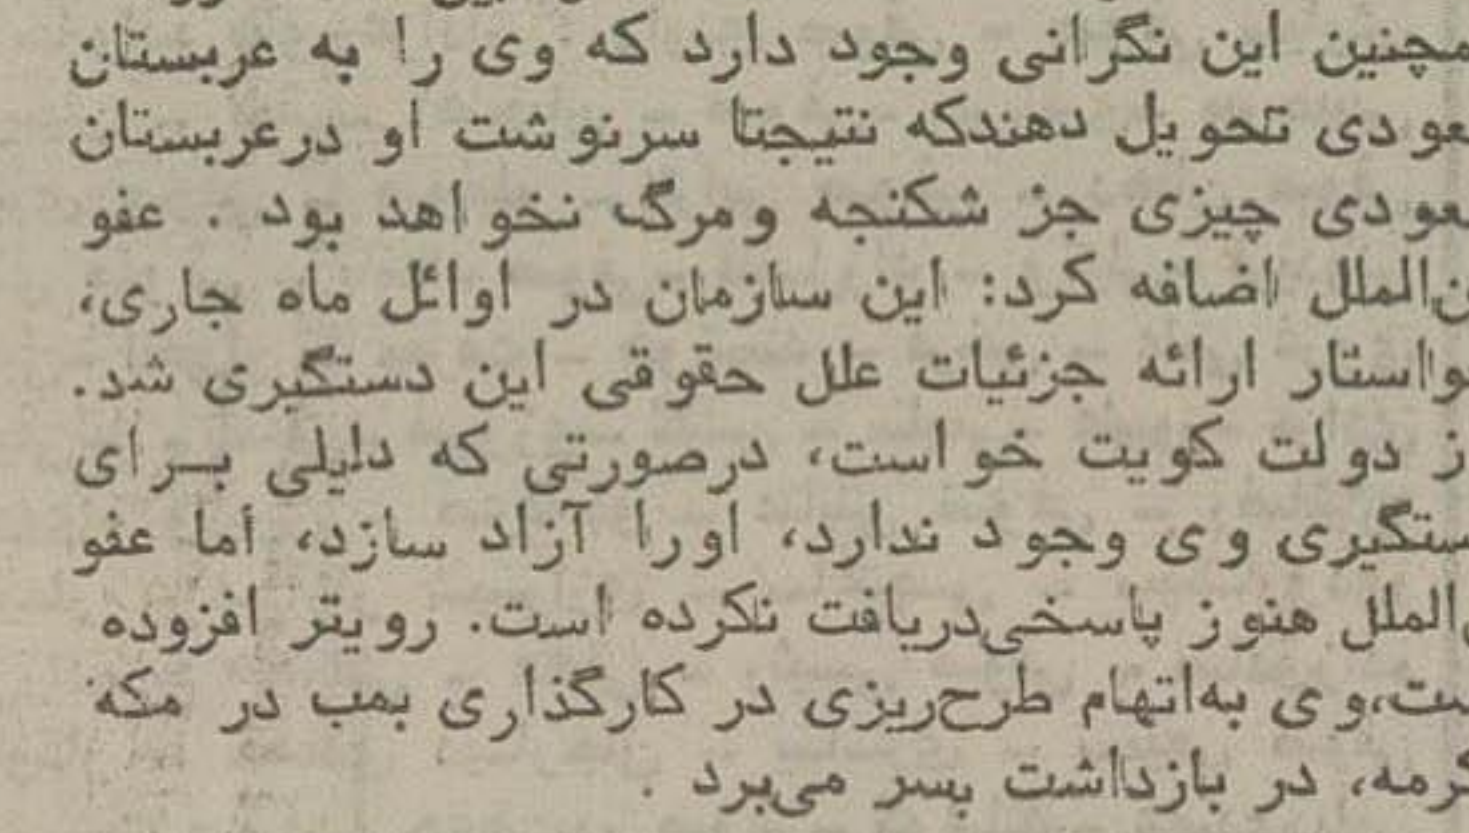 مچنین این نگرانی وجود دارد که وی را به عربستان
عودی تحویل دهندکه نتیجتا سرنوشت او درعربستان
عودی چیزی جز شکنجه ومرگ نخواهد بود . عفو
ن‌الملل اضافه کرد: این سازمان در اوائل ماه جاری،
واستار ارائه جزئیات علل حقوقی این دستگیری شد.
ز دولت کویت خواست، درصورتی که دلیلی بـرای
ستگیری وی وجود ندارد، اورا آزاد سازد، أما عفو
الملل هنوز پاسخی‌دریافت نکرده است. رویتر افزوده
ست،وی به‌اتهام طرح‌ریزی در کارگذاری بمب در مکه
کرمه، در بازداشت بسر می‌برد .